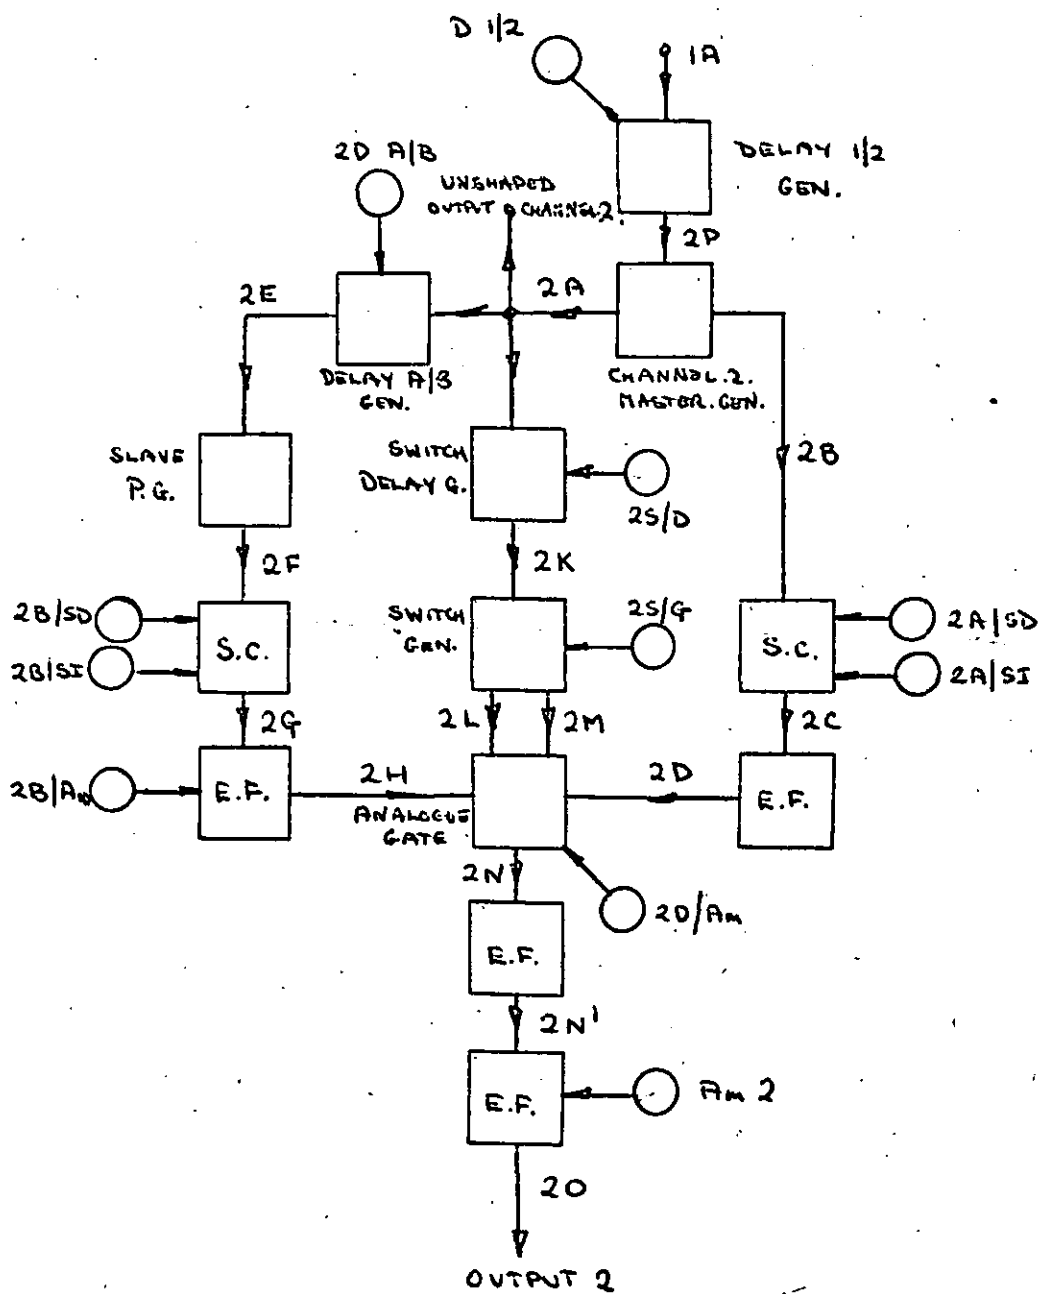 D 1/2
1A
DELAY 1/2
GEN.
2D A/B
UNSHAPED
OUTPUT CHANNEL.2.
2P
2E
2A
DELAY A/B
GEN.
CHANNEL.2.
MASTER.GEN.
SLAVE
P.G.
SWITCH
DELAY G.
2B
2S/D
2F
2K
2B/SD
S.C.
SWITCH
GEN.
2S/G
S.C.
2A/SD
2B/SI
2A/SI
2G
2L
2M
2C
2B/Am
E.F.
2H
2D
E.F.
ANALOGUE
GATE
2N
2D/Am
E.F.
2N'
E.F.
Am 2
2O
OUTPUT 2